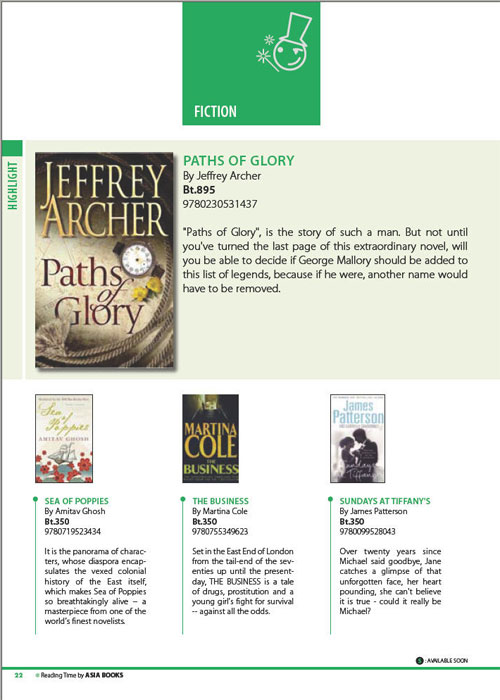 FICTION
HIGHLIGHT
JEFFREY
ARCHER
Paths
of
Glory
PATHS OF GLORY
By Jeffrey Archer
Bt.895
9780230531437
"Paths of Glory", is the story of such a man. But not until
you've turned the last page of this extraordinary novel, will
you be able to decide if George Mallory should be added to
this list of legends, because if he were, another name would
have to be removed.
Sea of
Poppies
AMITAV GHOSH
MARTINA
COLE
THE
BUSINESS
James
Patterson
Sundays at
Tiffany's
SEA OF POPPIES
By Amitav Ghosh
Bt.350
9780719523434
It is the panorama of charac-
ters, whose diaspora encap-
sulates the vexed colonial
history of the East itself,
which makes Sea of Poppies
so breathtakingly alive – a
masterpiece from one of the
world's finest novelists.
THE BUSINESS
By Martina Cole
Bt.350
9780755349623
Set in the East End of London
from the tail-end of the sev-
enties up until the present-
day, THE BUSINESS is a tale
of drugs, prostitution and a
young girl's fight for survival
-- against all the odds.
SUNDAYS AT TIFFANY'S
By James Patterson
Bt.350
9780099528043
Over twenty years since
Michael said goodbye, Jane
catches a glimpse of that
unforgotten face, her heart
pounding, she can't believe
it is true - could it really be
Michael?
: AVAILABLE SOON
22 Reading Time by ASIA BOOKS